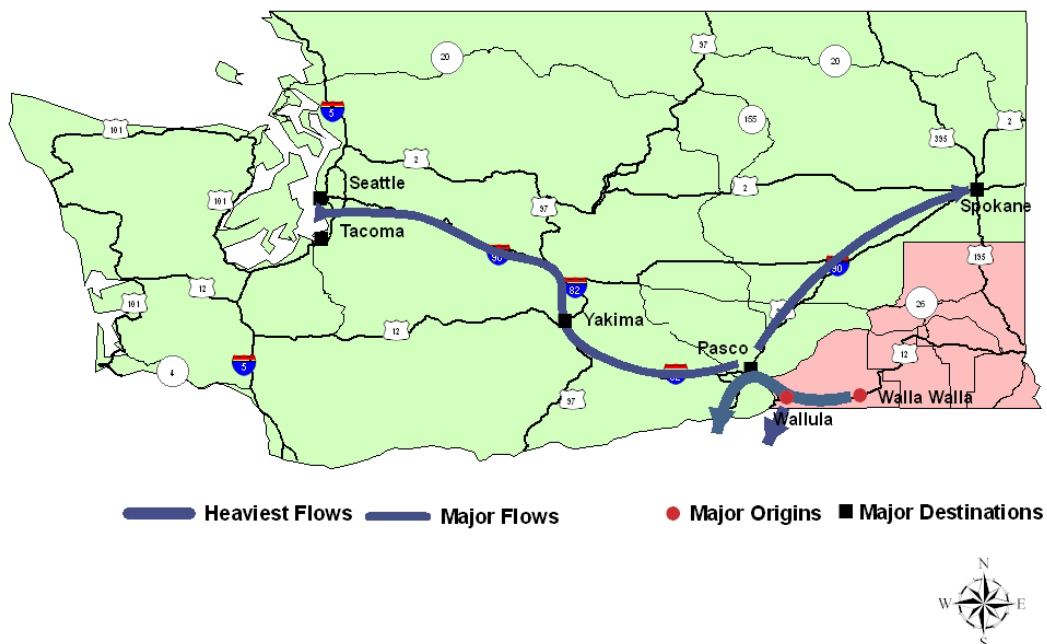 97
20
20
5
101
155
2
395
2
2
Seattle
101
97
Spokane
Tacoma
90
90
195
82
12
101
26
Yakima
12
Pasco
12
5
4
Walla Walla
97
Wallula
Heaviest Flows
Major Flows
Major Origins
Major Destinations
N
W
E
S